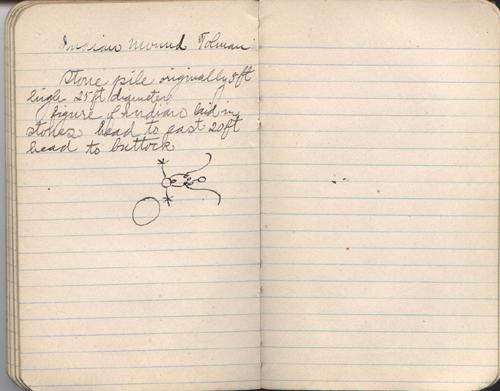 Indian Mound Tolman
Stone pile originally 5 ft
high 25 ft diameter
figure of Indian laid in
stones head to east 20 ft
head to buttock